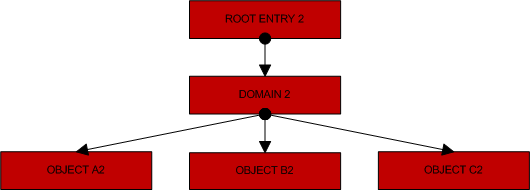 ROOT ENTRY 2
DOMAIN 2
OBJECT A2
OBJECT B2
OBJECT C2